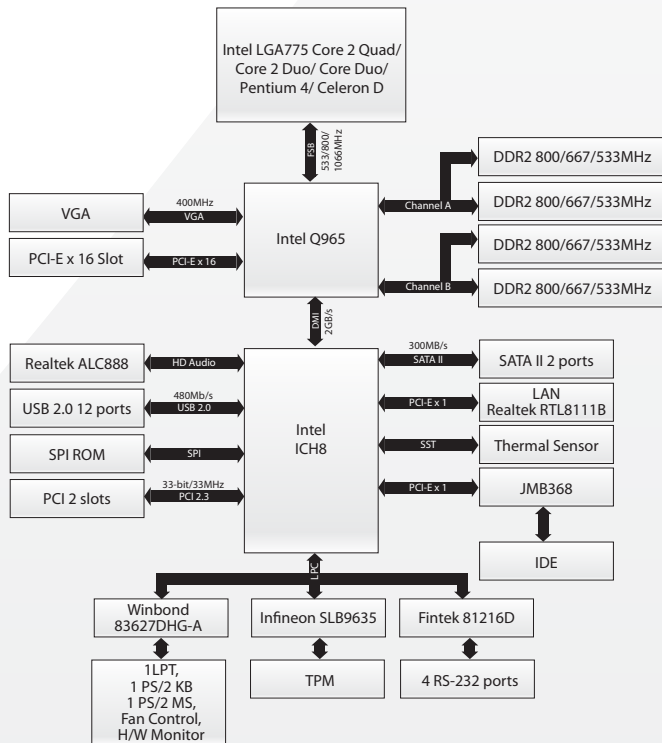 Intel LGA775 Core 2 Quad/
Core 2 Duo/ Core Duo/
Pentium 4/ Celeron D
FSB
533/800/
1066MHz
DDR2 800/667/533MHz
Channel A
DDR2 800/667/533MHz
DDR2 800/667/533MHz
Channel B
DDR2 800/667/533MHz
VGA
400MHz
VGA
PCI-E x 16 Slot
PCI-E x 16
Intel Q965
DMI
2GB/s
Realtek ALC888
HD Audio
USB 2.0 12 ports
480Mb/s
USB 2.0
SPI ROM
SPI
PCI 2 slots
33-bit/33MHz
PCI 2.3
Intel
ICH8
300MB/s
SATA II
SATA II 2 ports
PCI-E x 1
LAN
Realtek RTL8111B
SST
Thermal Sensor
PCI-E x 1
JMB368
IDE
LPC
Winbond
83627DHG-A
Infineon SLB9635
Fintek 81216D
1LPT,
1 PS/2 KB
1 PS/2 MS,
Fan Control,
H/W Monitor
TPM
4 RS-232 ports